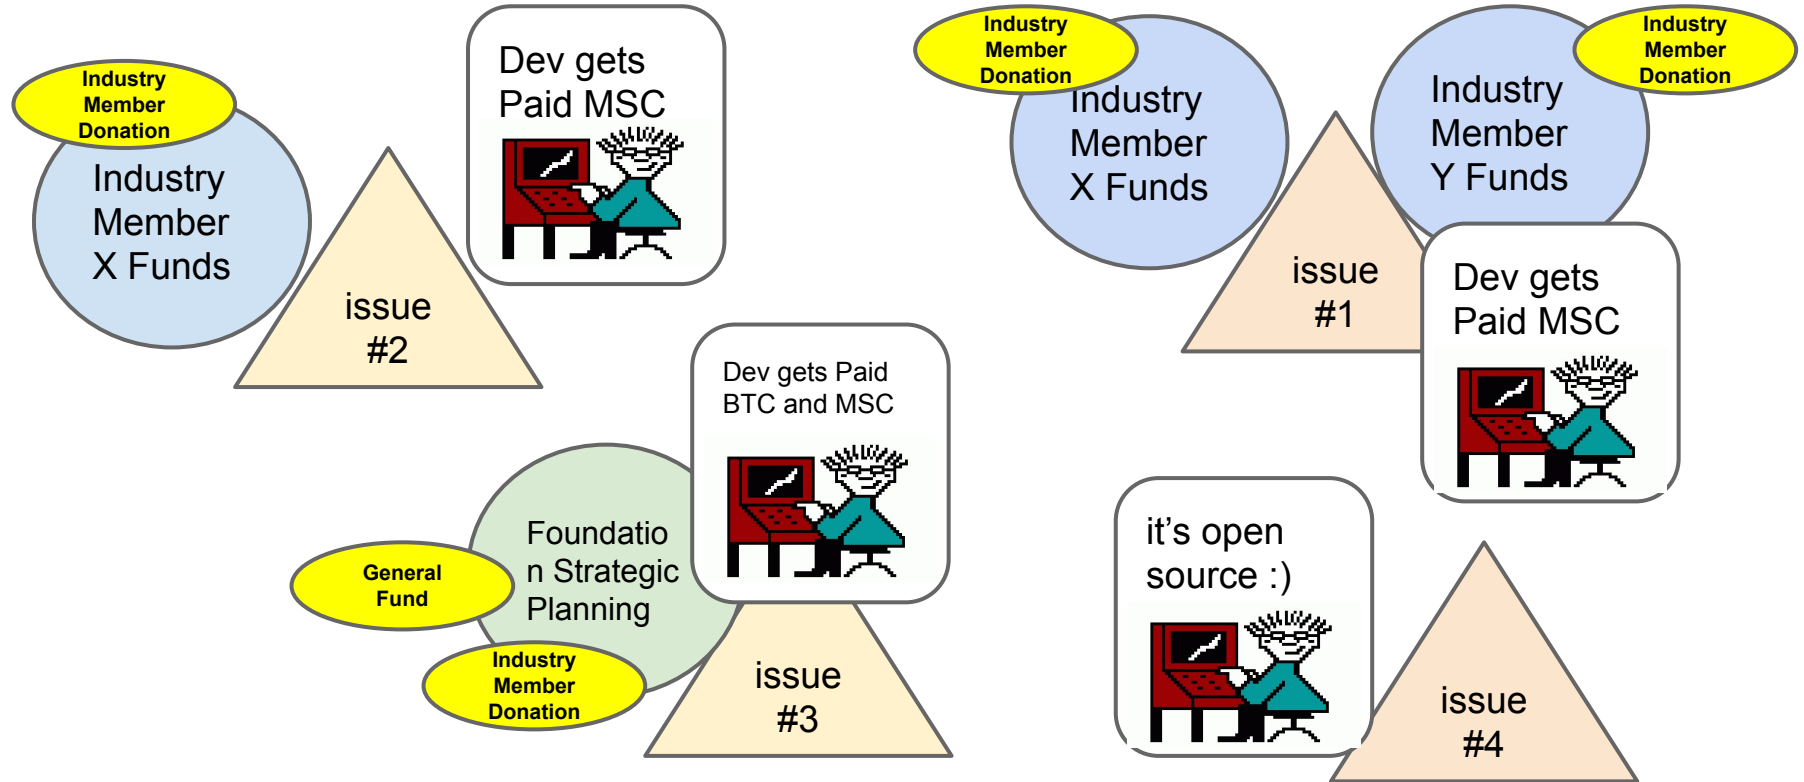 Industry
Member
Donation
Industry
Member
X Funds
issue
#2
Dev gets
Paid MSC
Industry
Member
Donation
Industry
Member
X Funds
Industry
Member
Donation
Industry
Member
Y Funds
issue
#1
Dev gets
Paid MSC
General
Fund
Industry
Member
Donation
Foundatio
n Strategic
Planning
Dev gets Paid
BTC and MSC
issue
#3
it's open
source :)
issue
#4